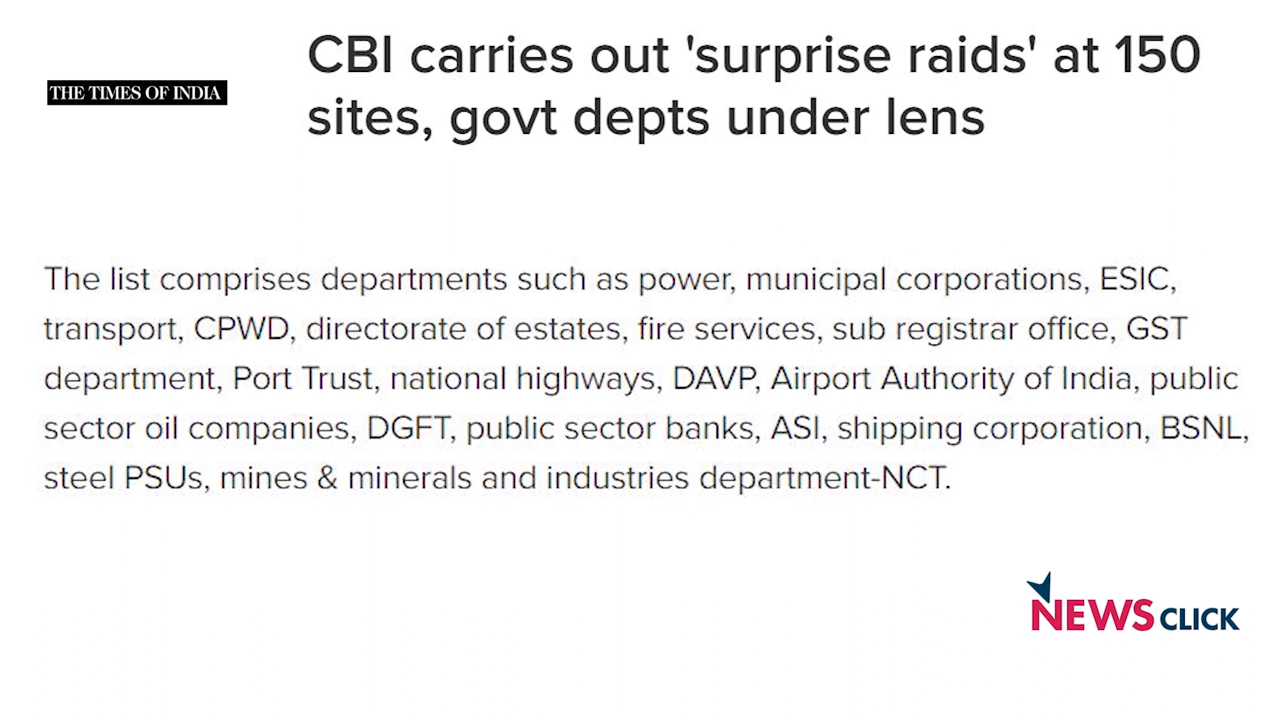 THE TIMES OF INDIA
CBI carries out 'surprise raids' at 150
sites, govt depts under lens
The list comprises departments such as power, municipal corporations, ESIC,
transport, CPWD, directorate of estates, fire services, sub registrar office, GST
department, Port Trust, national highways, DAVP, Airport Authority of India, public
sector oil companies, DGFT, public sector banks, ASI, shipping corporation, BSNL,
steel PSUs, mines & minerals and industries department-NCT.
NEWSCLICK